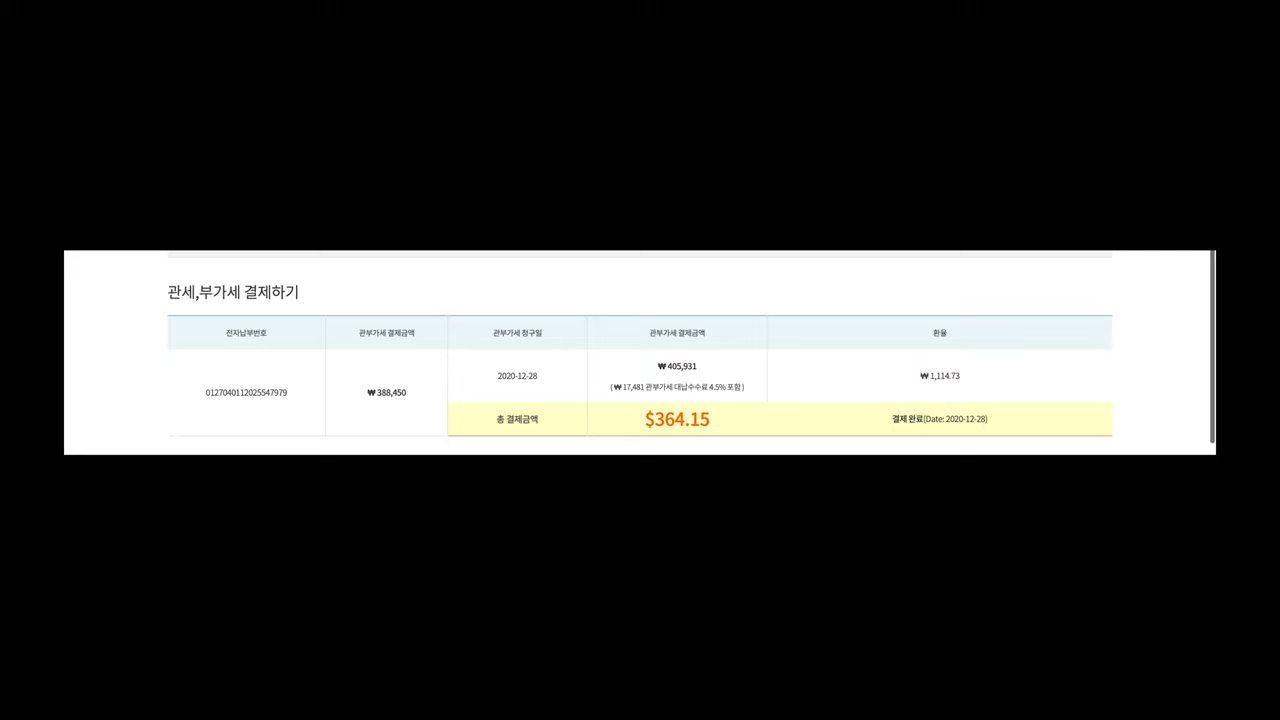 관세,부가세 결제하기
전자납부번호 관부가세 결제금액 관부가세 청구일 관부가세 결제금액 환율
0127040112025547979 ₩ 388,450 2020-12-28 ₩ 405,931 ₩ 1,114.73
( ₩ 17,481 관부가세 대납수수료 4.5% 포함 )
총 결제금액 $364.15 결제 완료(Date: 2020-12-28)